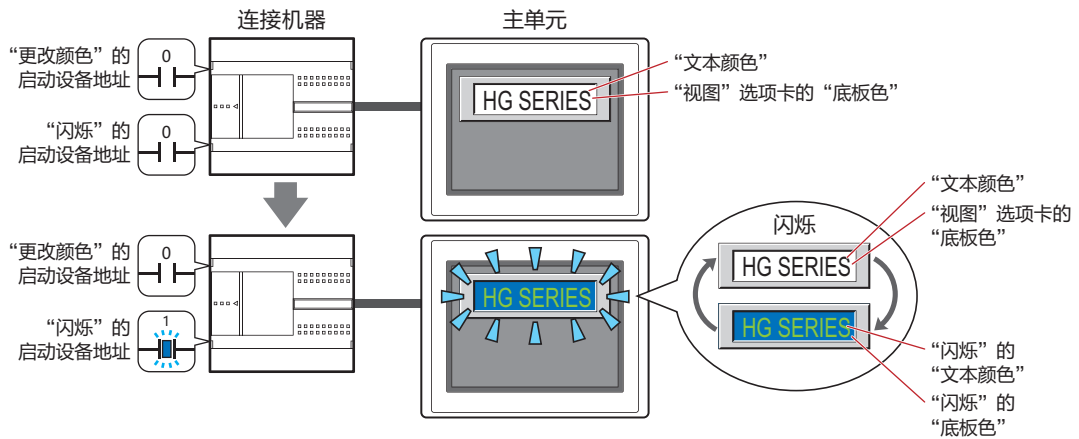 连接机器
主单元
“更改颜色”的
启动设备地址
0
“闪烁”的
启动设备地址
0
HG SERIES
“文本颜色”
“视图”选项卡的“底板色”
“更改颜色”的
启动设备地址
0
“闪烁”的
启动设备地址
1
HG SERIES
闪烁
HG SERIES
HG SERIES
“文本颜色”
“视图”选项卡的
“底板色”
“闪烁”的
“文本颜色”
“闪烁”的
“底板色”